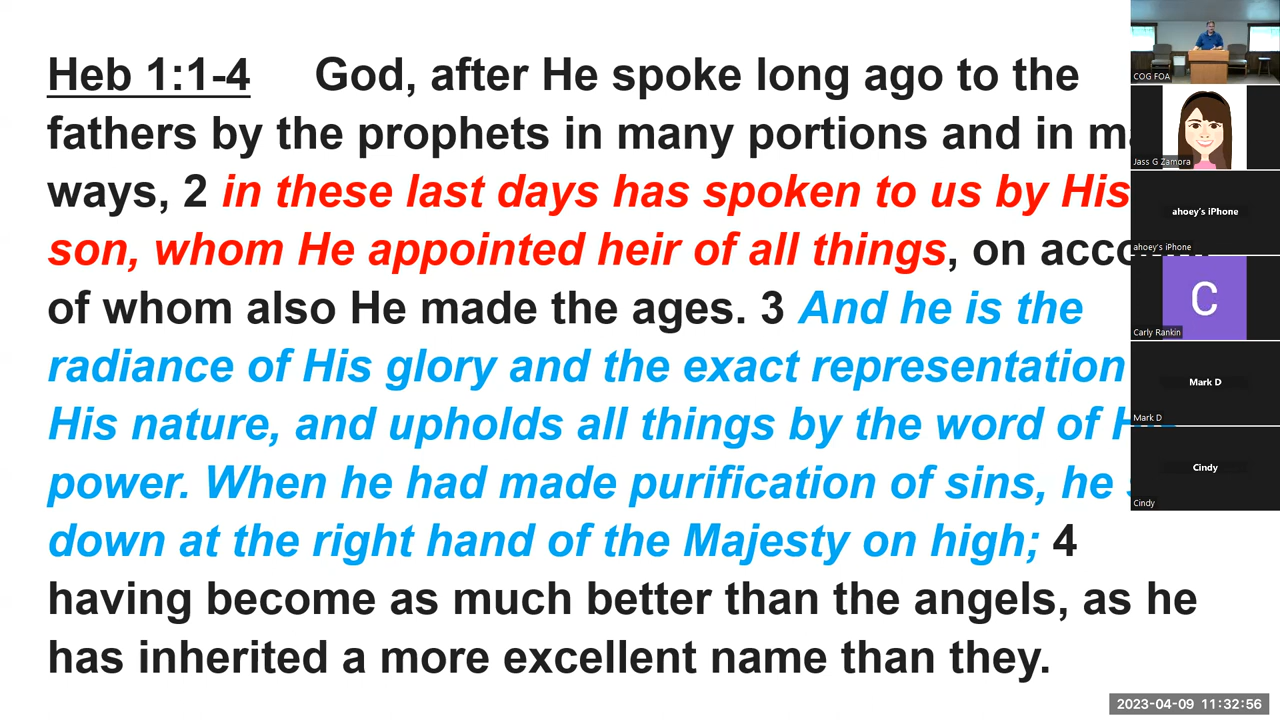 Heb 1:1-4 God, after He spoke long ago to the
fathers by the prophets in many portions and in
ways, 2 in these last days has spoken to us by His
son, whom He appointed heir of all things, on
of whom also He made the ages. 3 And he is the
radiance of His glory and the exact representation
His nature, and upholds all things by the word of
power. When he had made purification of sins, he
down at the right hand of the Majesty on high; 4
having become as much better than the angels, as he
has inherited a more excellent name than they.
COG FOA
Jass G Zamora
ahoey's iPhone
ahoey's iPhone
C
Carly Rankin
Mark D
Mark D
Cindy
Cindy
2023-04-09 11:32:56